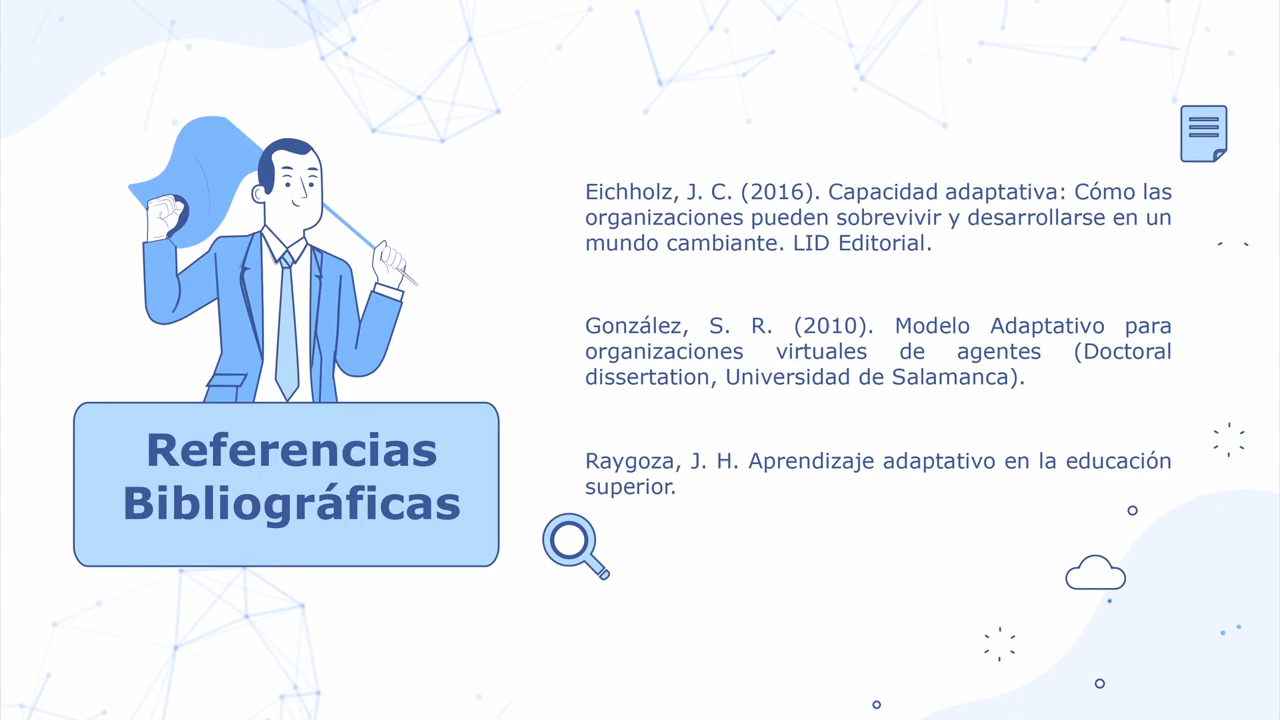 Referencias
Bibliográficas
Eichholz, J. C. (2016). Capacidad adaptativa: Cómo las
organizaciones pueden sobrevivir y desarrollarse en un
mundo cambiante. LID Editorial.
González, S. R. (2010). Modelo Adaptativo para
organizaciones virtuales de agentes (Doctoral
dissertation, Universidad de Salamanca).
Raygoza, J. H. Aprendizaje adaptativo en la educación
superior.